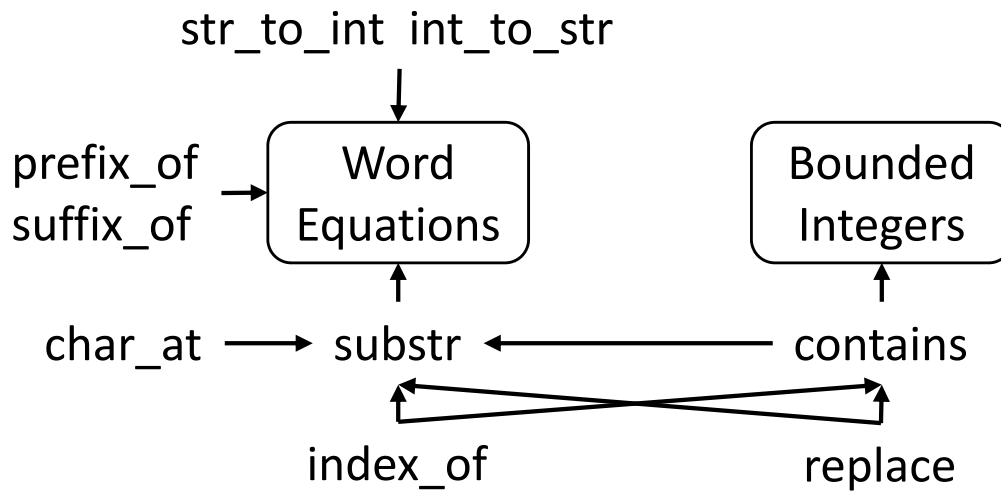 str_to_int int_to_str
prefix_of
suffix_of
Word
Equations
Bounded
Integers
char_at
substr
contains
index_of
replace